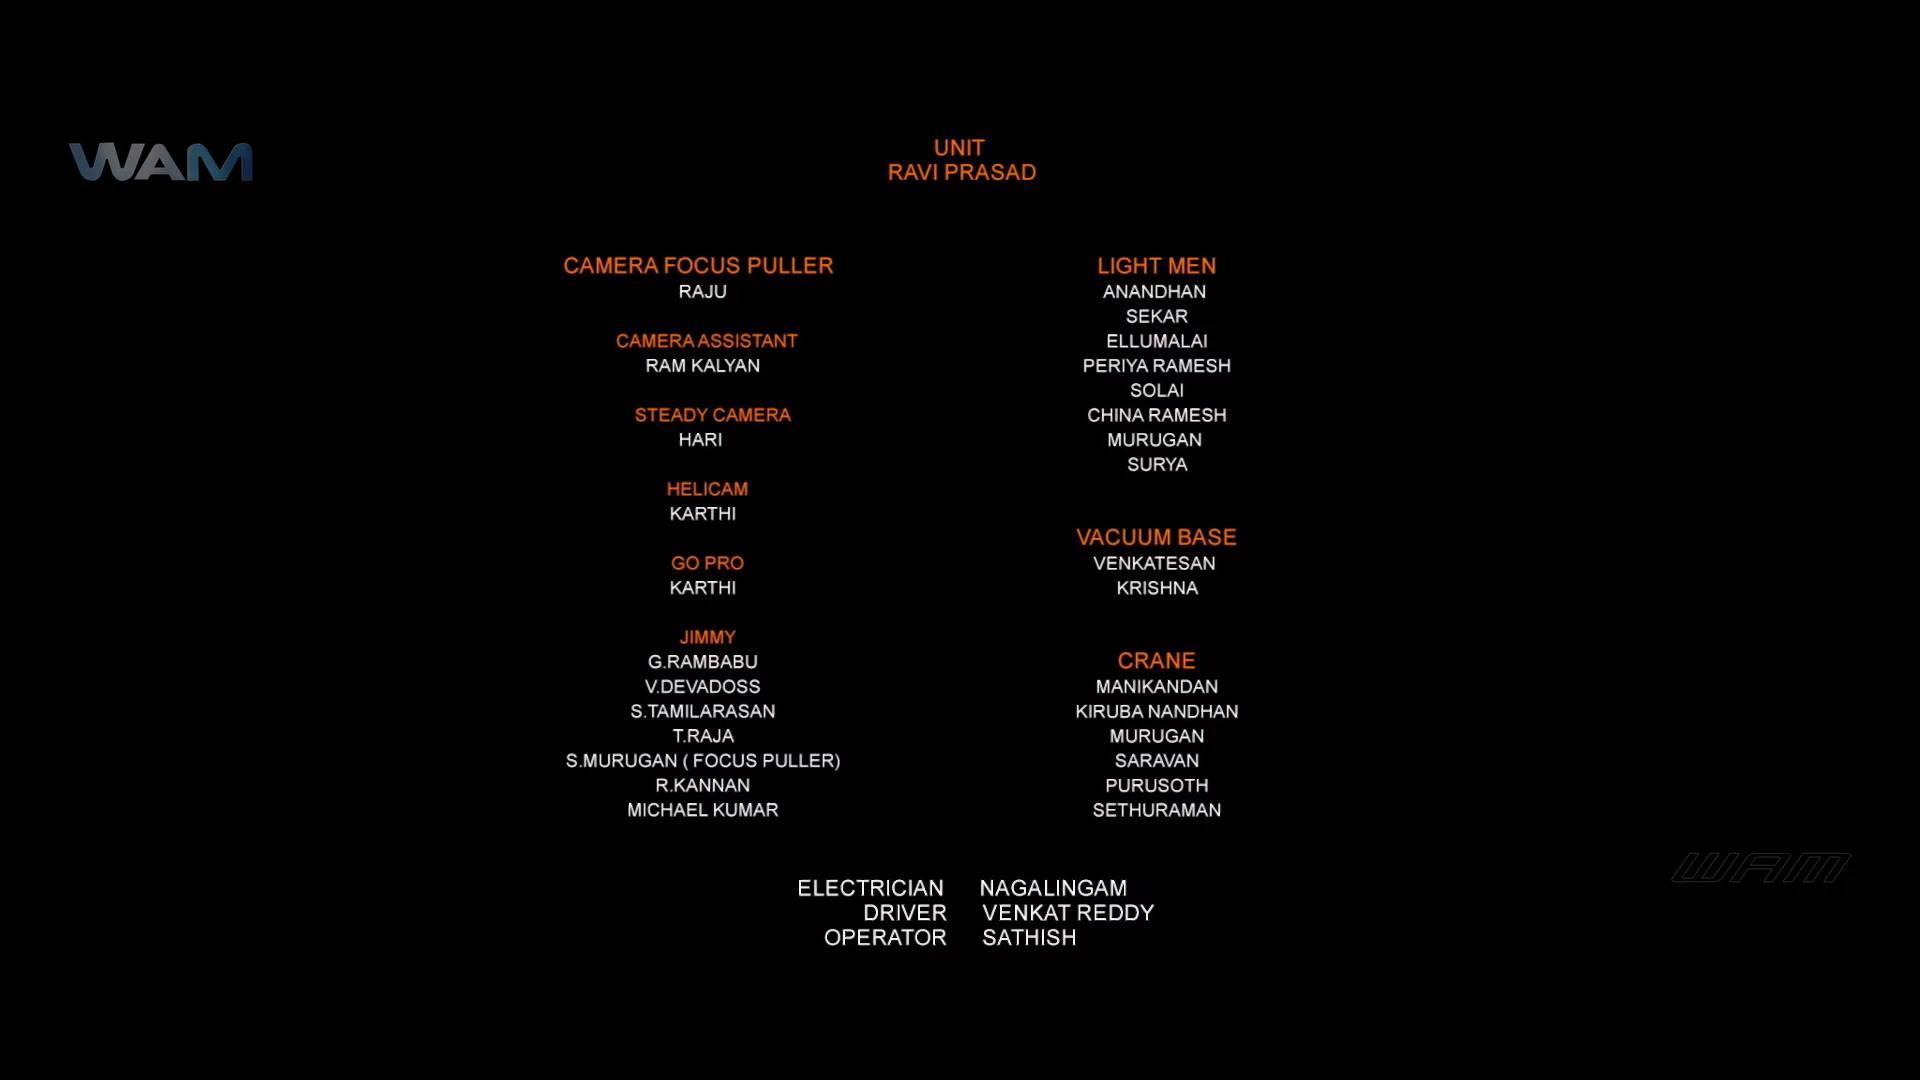 WAM
UNIT
RAVI PRASAD
CAMERA FOCUS PULLER
RAJU
CAMERA ASSISTANT
RAM KALYAN
STEADY CAMERA
HARI
HELICAM
KARTHI
GO PRO
KARTHI
JIMMY
G.RAMBABU
V.DEVADOSS
S.TAMILARASAN
T.RAJA
S.MURUGAN ( FOCUS PULLER)
R.KANNAN
MICHAEL KUMAR
LIGHT MEN
ANANDHAN
SEKAR
ELLUMALAI
PERIYA RAMESH
SOLAI
CHINA RAMESH
MURUGAN
SURYA
VACUUM BASE
VENKATESAN
KRISHNA
CRANE
MANIKANDAN
KIRUBA NANDHAN
MURUGAN
SARAVAN
PURUSOTH
SETHURAMAN
WAM
ELECTRICIAN NAGALINGAM
DRIVER VENKAT REDDY
OPERATOR SATHISH